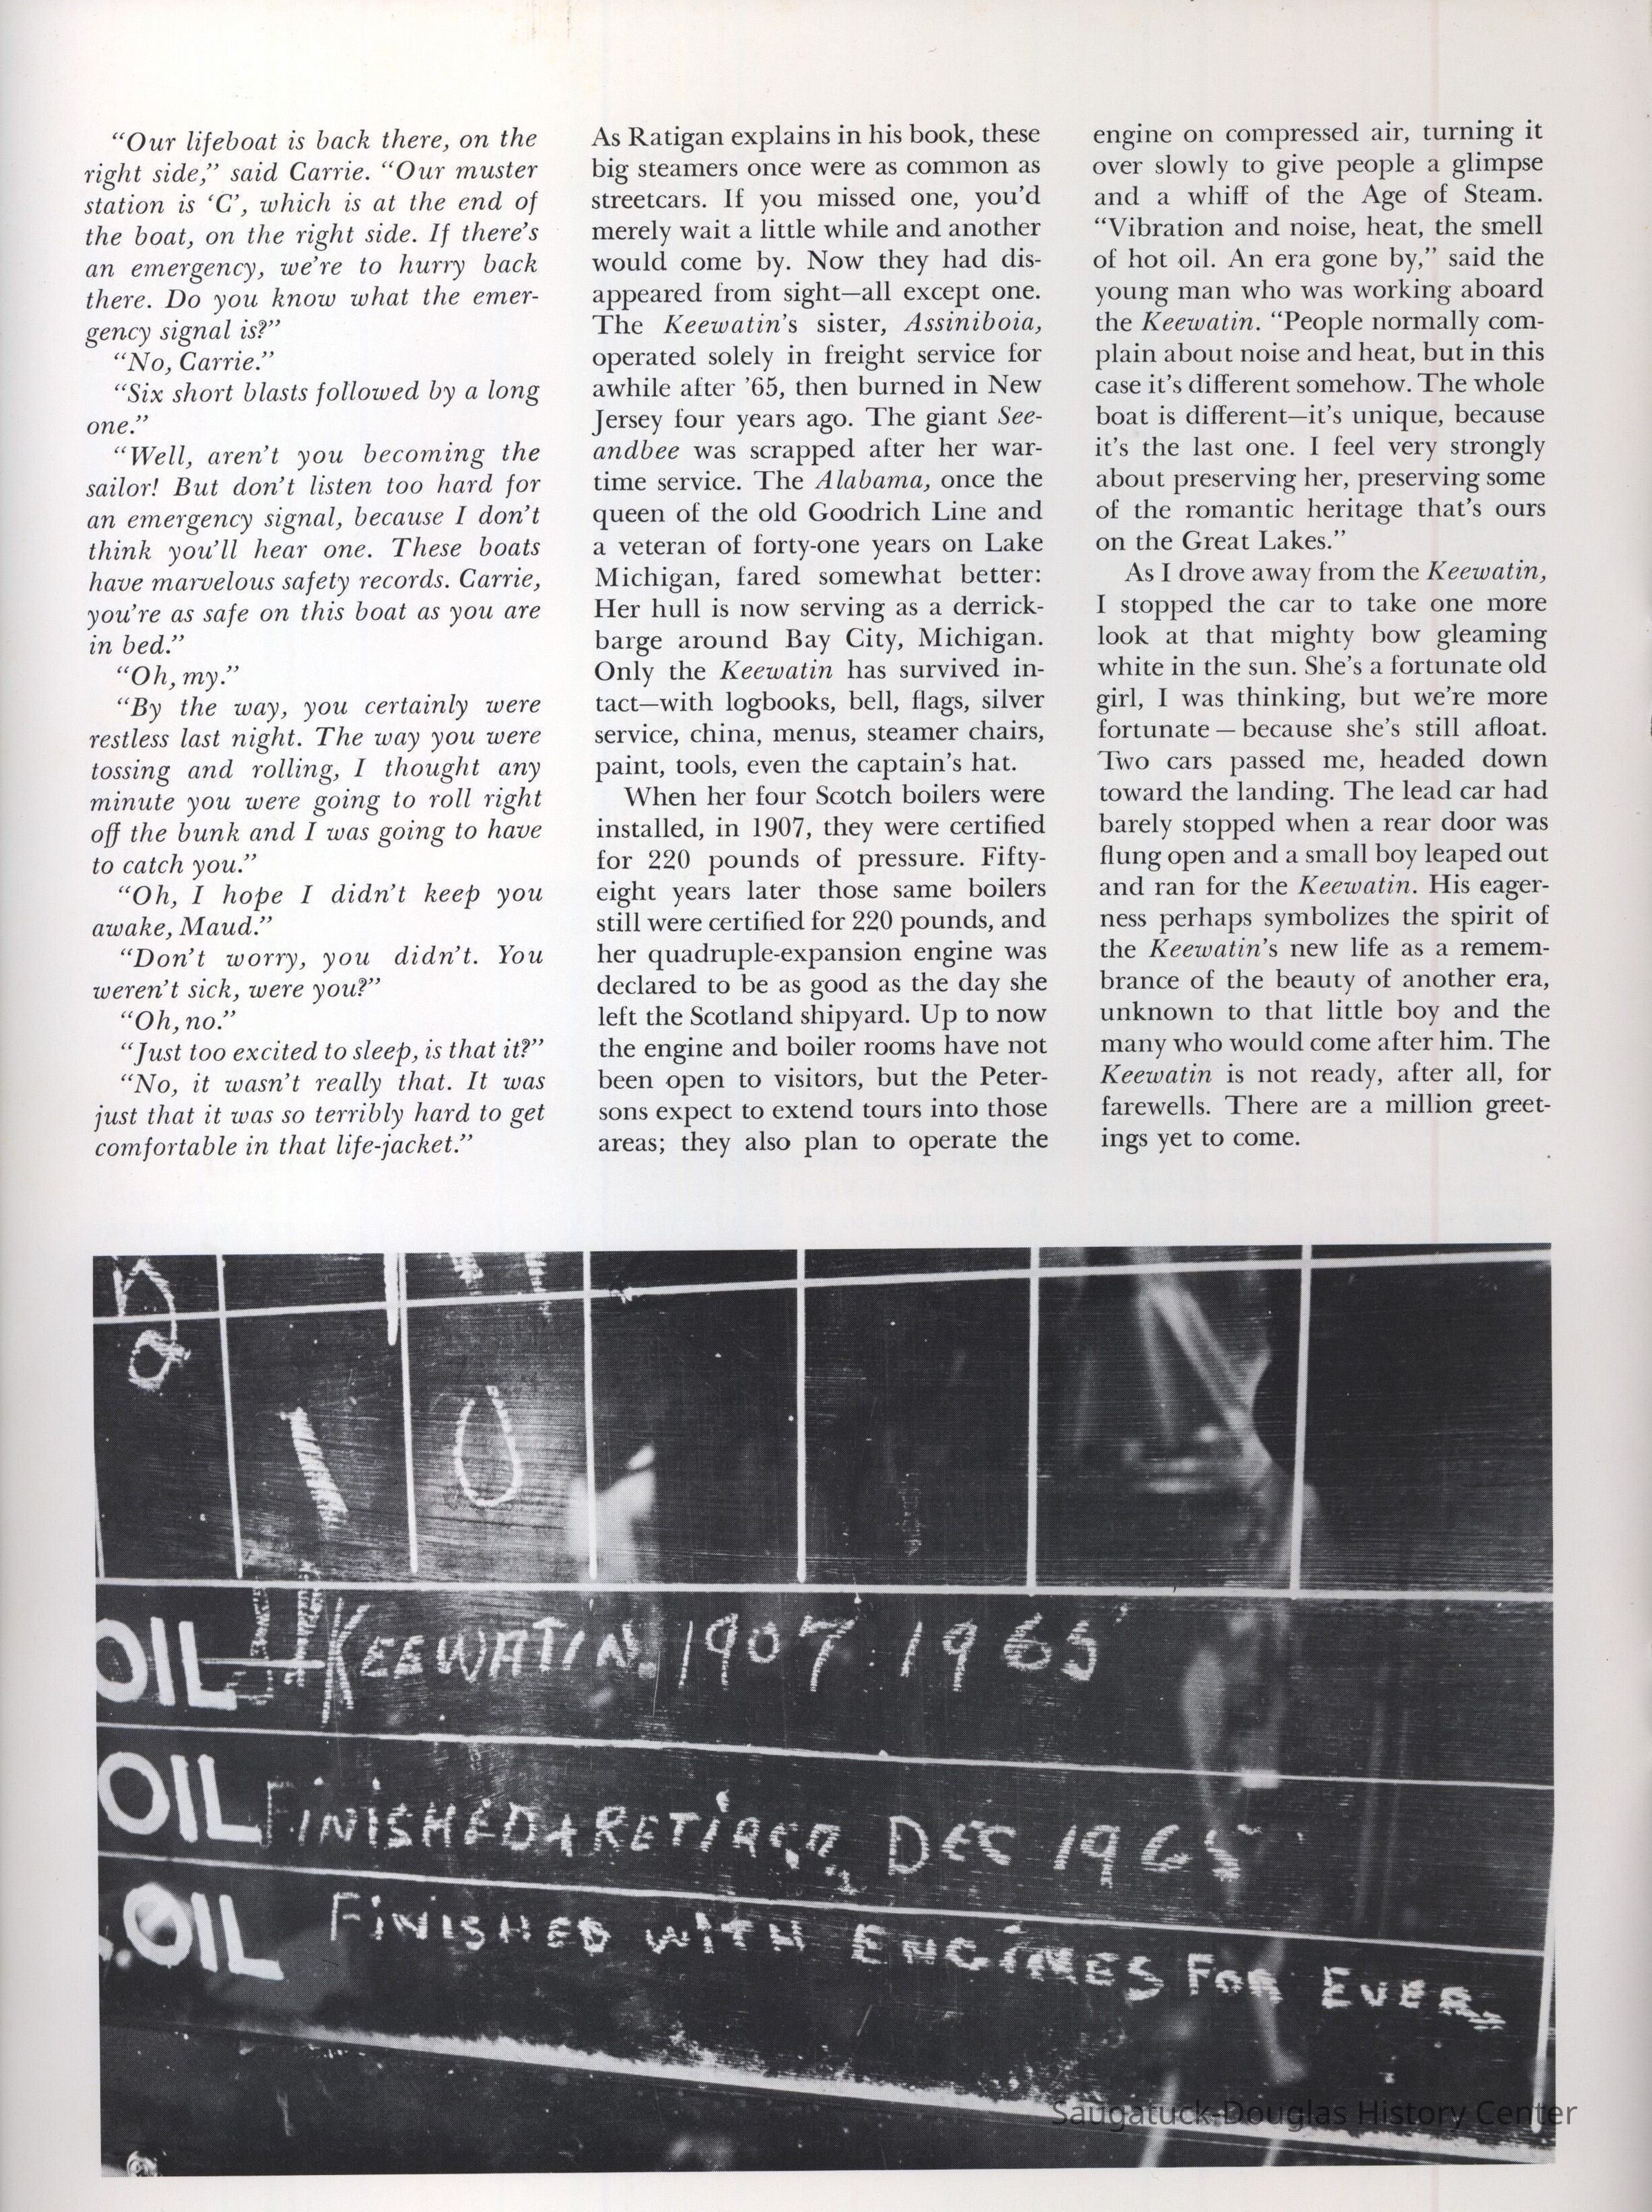 “Our lifeboat is back there, on the
right side,” said Carrie. “Our muster
station is ‘C’, which is at the end of
the boat, on the right side. If there’s
an emergency, we’re to hurry back
there. Do you know what the emer-
gency signal is?”
“No, Carrie.”
“Six short blasts followed by a long
one.”
“Well, aren’t you becoming the
sailor! But don’t listen too hard for
an emergency signal, because I don’t
think you’ll hear one. These boats
have marvelous safety records. Carrie,
you’re as safe on this boat as you are
in bed.”
“Oh, my.”
“By the way, you certainly were
restless last night. The way you were
tossing and rolling, I thought any
minute you were going to roll right
off the bunk and I was going to have
to catch you.”
“Oh, I hope I didn’t keep you
awake, Maud.”
“Don’t worry, you didn’t. You
weren’t sick, were you?”
“Oh, no.”
“Just too excited to sleep, is that it?”
“No, it wasn’t really that. It was
just that it was so terribly hard to get
comfortable in that life-jacket.”
As Ratigan explains in his book, these
big steamers once were as common as
streetcars. If you missed one, you’d
merely wait a little while and another
would come by. Now they had dis-
appeared from sight—all except one.
The Keewatin’s sister, Assiniboia,
operated solely in freight service for
awhile after ’65, then burned in New
Jersey four years ago. The giant See-
andbee was scrapped after her war-
time service. The Alabama, once the
queen of the old Goodrich Line and
a veteran of forty-one years on Lake
Michigan, fared somewhat better:
Her hull is now serving as a derrick-
barge around Bay City, Michigan.
Only the Keewatin has survived in-
tact—with logbooks, bell, flags, silver
service, china, menus, steamer chairs,
paint, tools, even the captain’s hat.
When her four Scotch boilers were
installed, in 1907, they were certified
for 220 pounds of pressure. Fifty-
eight years later those same boilers
still were certified for 220 pounds, and
her quadruple-expansion engine was
declared to be as good as the day she
left the Scotland shipyard. Up to now
the engine and boiler rooms have not
been open to visitors, but the Peter-
sons expect to extend tours into those
areas; they also plan to operate the
engine on compressed air, turning it
over slowly to give people a glimpse
and a whiff of the Age of Steam.
“Vibration and noise, heat, the smell
of hot oil. An era gone by,” said the
young man who was working aboard
the Keewatin. “People normally com-
plain about noise and heat, but in this
case it’s different somehow. The whole
boat is different—it’s unique, because
it’s the last one. I feel very strongly
about preserving her, preserving some
of the romantic heritage that’s ours
on the Great Lakes.”
As I drove away from the Keewatin,
I stopped the car to take one more
look at that mighty bow gleaming
white in the sun. She’s a fortunate old
girl, I was thinking, but we’re more
fortunate — because she’s still afloat.
Two cars passed me, headed down
toward the landing. The lead car had
barely stopped when a rear door was
flung open and a small boy leaped out
and ran for the Keewatin. His eager-
ness perhaps symbolizes the spirit of
the Keewatin’s new life as a remem-
brance of the beauty of another era,
unknown to that little boy and the
many who would come after him. The
Keewatin is not ready, after all, for
farewells. There are a million greet-
ings yet to come.
1 0
OIL KEEWATIN 1907 1965
OIL FINISHED + RETIRED, DEC 1965
OIL FINISHED WITH ENGINES FOR EVER
Saugatuck-Douglas History Center